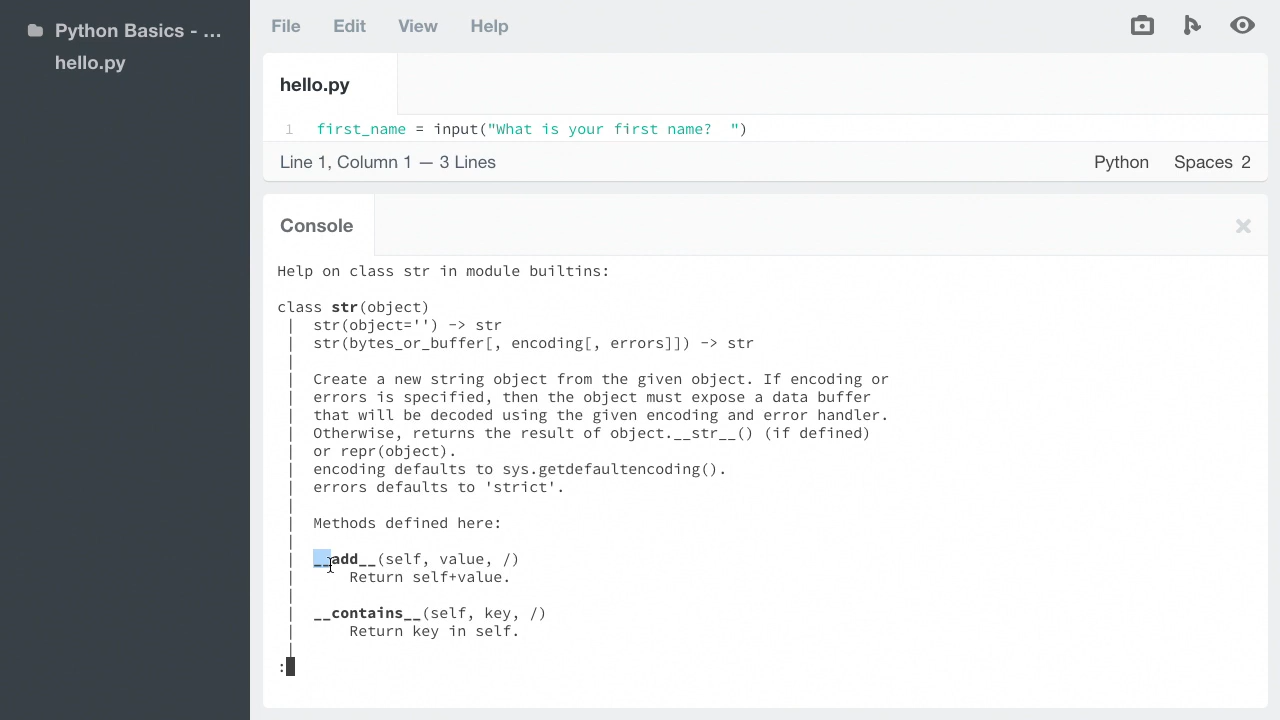 Python Basics - ...
hello.py
File Edit View Help
hello.py
1 first_name = input("What is your first name?  ")
Line 1, Column 1 — 3 Lines
Python Spaces 2
Console
Help on class str in module builtins:
class str(object)
 |  str(object='') -> str
 |  str(bytes_or_buffer[, encoding[, errors]]) -> str
 |
 |  Create a new string object from the given object. If encoding or
 |  errors is specified, then the object must expose a data buffer
 |  that will be decoded using the given encoding and error handler.
 |  Otherwise, returns the result of object.__str__() (if defined)
 |  or repr(object).
 |  encoding defaults to sys.getdefaultencoding().
 |  errors defaults to 'strict'.
 |
 |  Methods defined here:
 |
 |  __add__(self, value, /)
 |      Return self+value.
 |
 |  __contains__(self, key, /)
 |      Return key in self.
 |
: